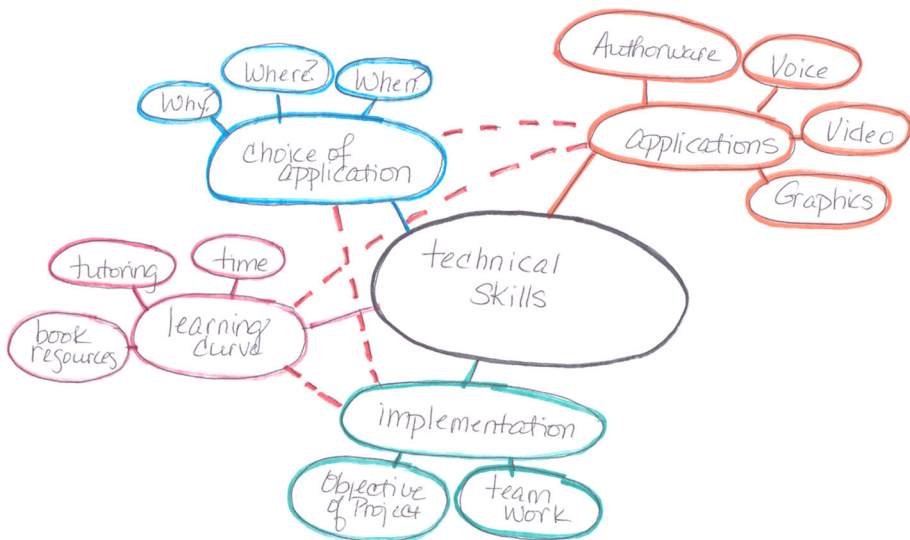 Authorware
Where?
When?
Voice
Why?
Video
applications
choice of
application
Graphics
technical
skills
tutoring
time
learning
curve
book
resources
implementation
Objective
of Project
team
work